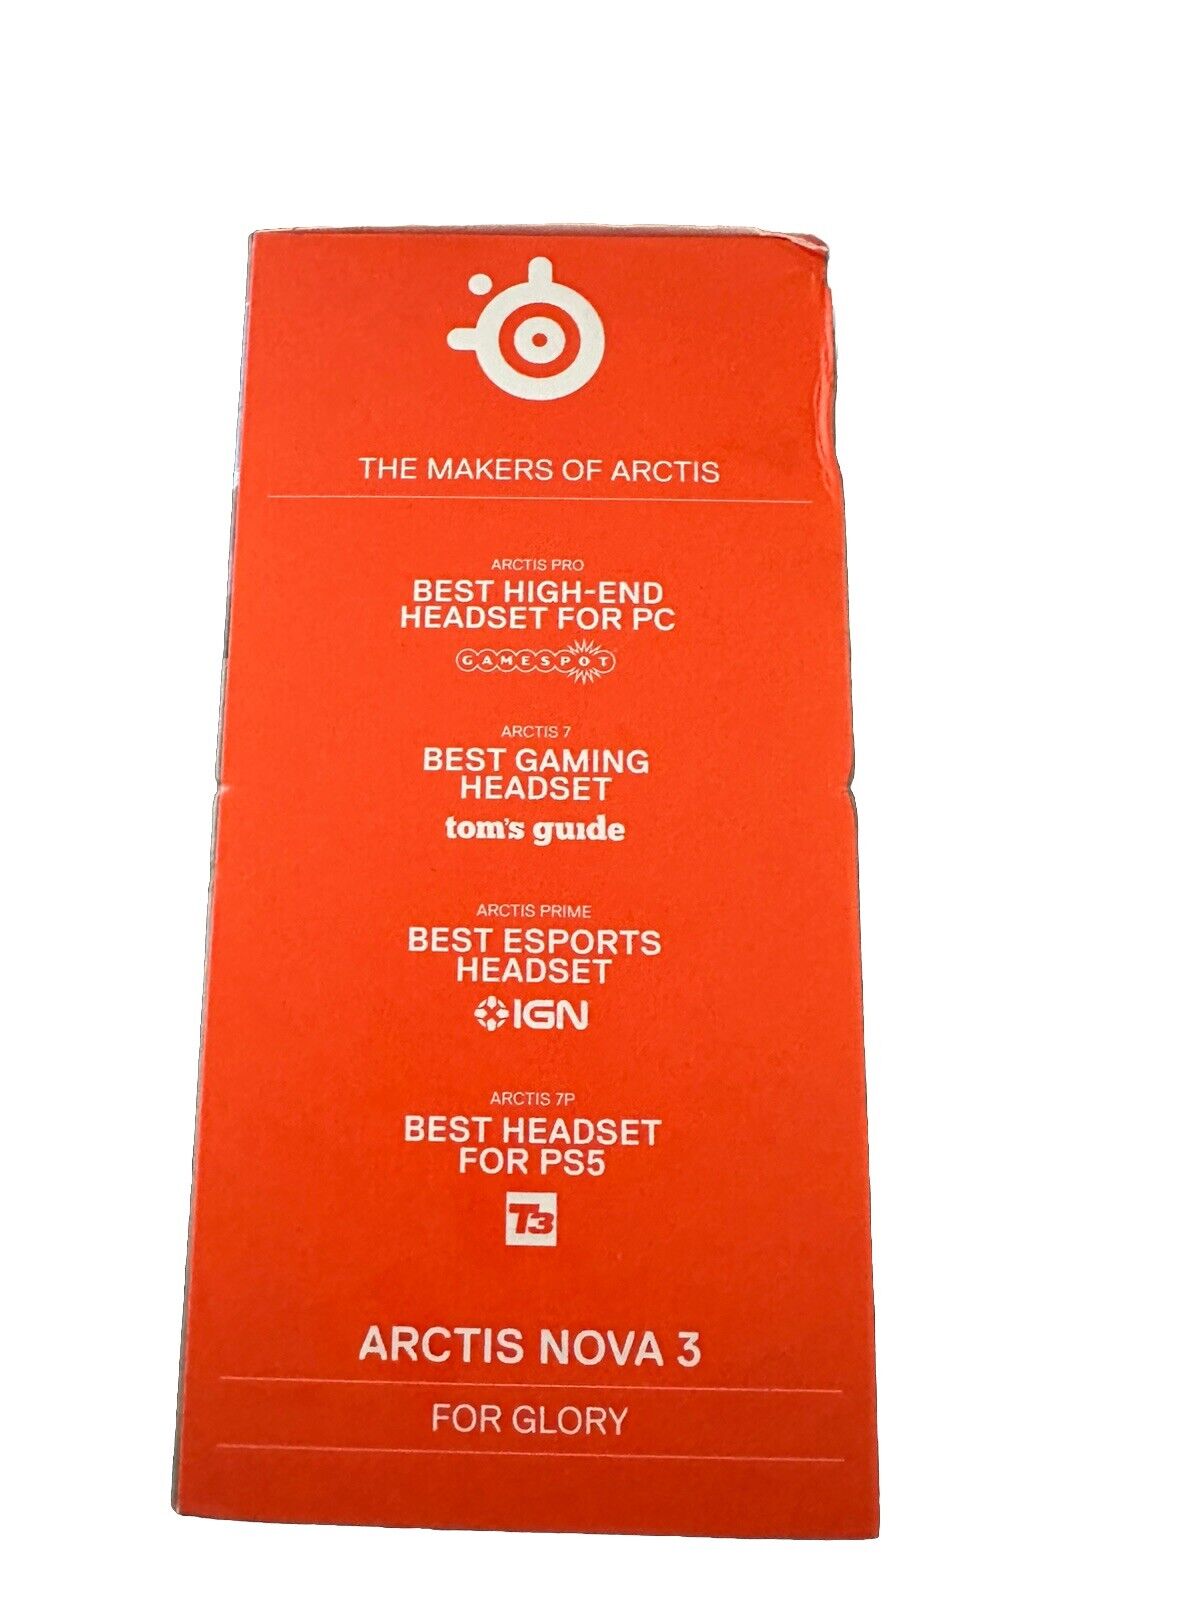 THE MAKERS OF ARCTIS
ARCTIS PRO
BEST HIGH-END
HEADSET FOR PC
GAMESPOT
ARCTIS 7
BEST GAMING
HEADSET
tom's guide
ARCTIS PRIME
BEST ESPORTS
HEADSET
IGN
ARCTIS 7P
BEST HEADSET
FOR PS5
T3
ARCTIS NOVA 3
FOR GLORY